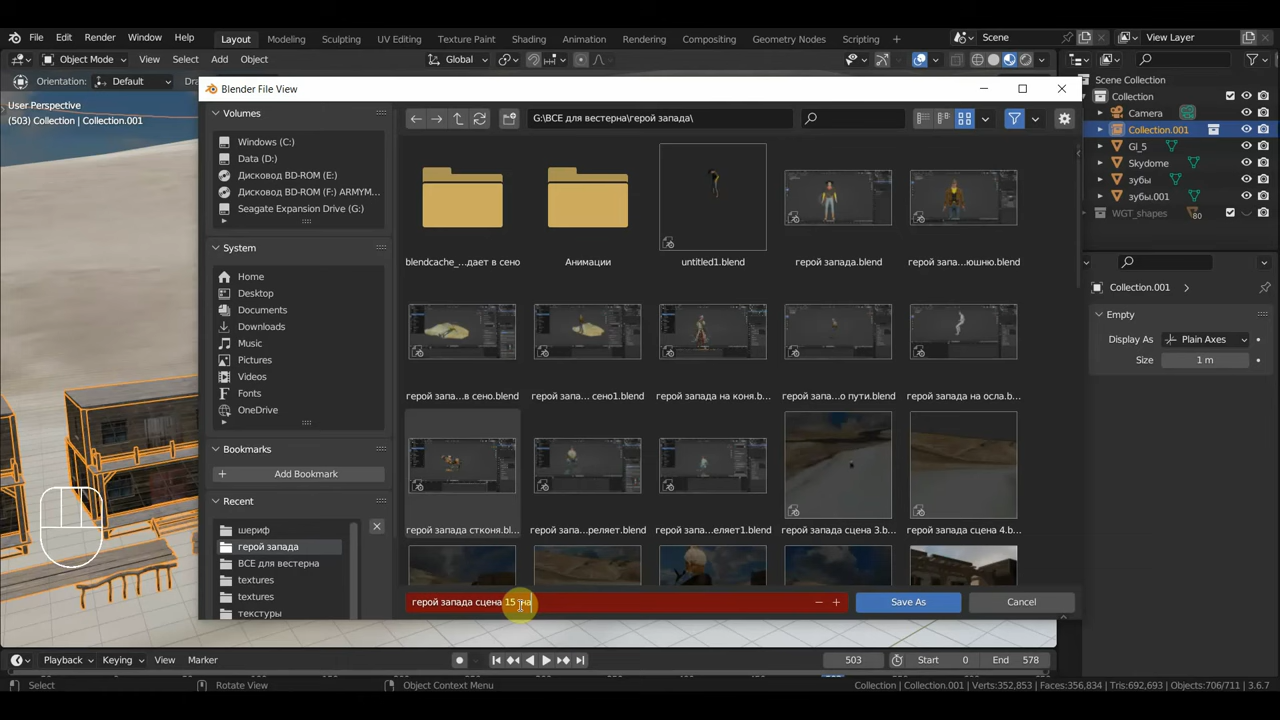 File Edit Render Window Help Layout Modeling Sculpting UV Editing Texture Paint Shading Animation Rendering Compositing Geometry Nodes Scripting + Scene View Layer
Object Mode View Select Add Object Global
Orientation: Default
User Perspective
(503) Collection | Collection.001
Blender File View
Volumes
Windows (C:)
Data (D:)
Дисковод BD-ROM (E:)
Дисковод BD-ROM (F:) ARMYM...
Seagate Expansion Drive (G:)
System
Home
Desktop
Documents
Downloads
Music
Pictures
Videos
Fonts
OneDrive
Bookmarks
Add Bookmark
Recent
шериф
герой запада
ВСЕ для вестерна
textures
textures
текстуры
G:\ВСЕ для вестерна\герой запада\
blendcache_...дает в сено Анимации untitled1.blend герой запада.blend герой запа...юшню.blend
герой запа...в сено.blend герой запа... сено1.blend герой запада на коня.b... герой запа...о пути.blend герой запада на осла.b...
герой запада стконя.bl... герой запа...реляет.blend герой запа...еляет1.blend герой запада сцена 3.b... герой запада сцена 4.b...
герой запада сцена 15
Save As
Cancel
Scene Collection
Collection
Camera
Collection.001
Gl_5
Skydome
зубы
зубы.001
WGT_shapes 80
Collection.001
Empty
Display As Plain Axes
Size 1 m
Playback Keying View Marker 503 Start 0 End 578
Select Rotate View Object Context Menu Collection | Collection.001 | Verts:352,853 | Faces:356,834 | Tris:692,693 | Objects:706/711 | 3.6.7